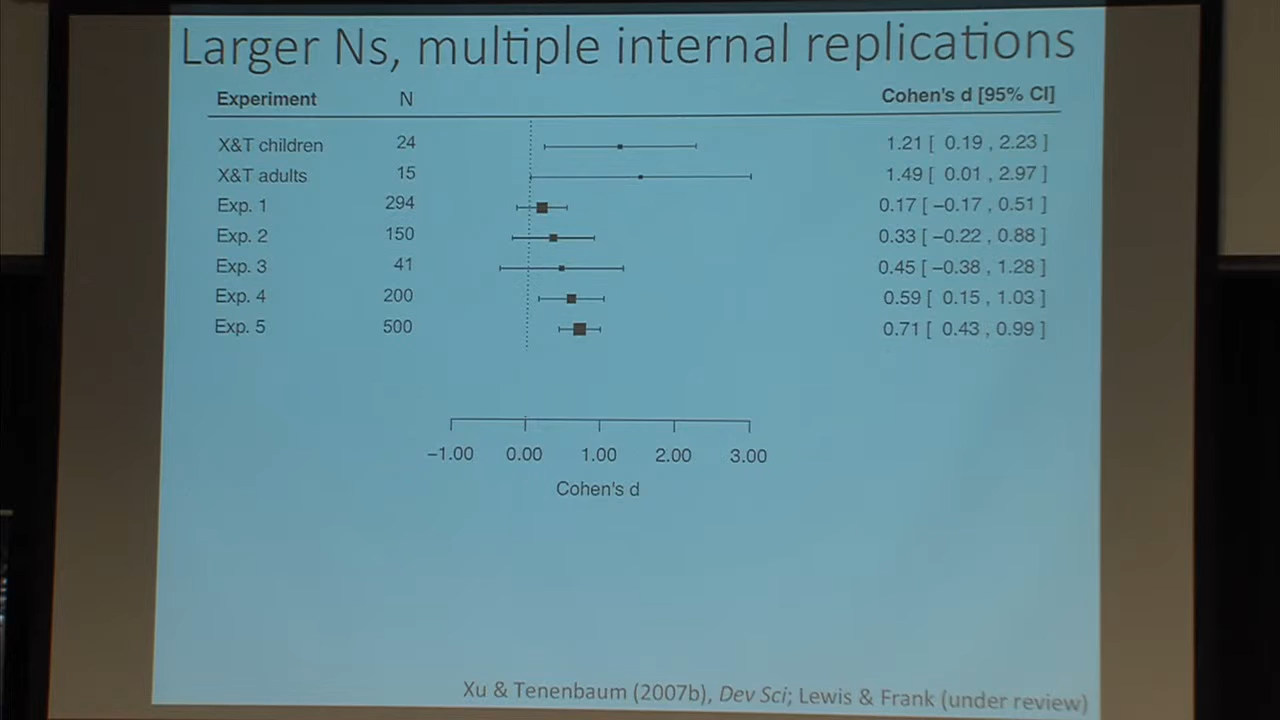 Larger Ns, multiple internal replications
Experiment N Cohen's d [95% CI]
X&T children 24 1.21 [ 0.19 , 2.23 ]
X&T adults 15 1.49 [ 0.01 , 2.97 ]
Exp. 1 294 0.17 [ −0.17 , 0.51 ]
Exp. 2 150 0.33 [ −0.22 , 0.88 ]
Exp. 3 41 0.45 [ −0.38 , 1.28 ]
Exp. 4 200 0.59 [ 0.15 , 1.03 ]
Exp. 5 500 0.71 [ 0.43 , 0.99 ]
−1.00 0.00 1.00 2.00 3.00
Cohen's d
Xu & Tenenbaum (2007b), Dev Sci; Lewis & Frank (under review)